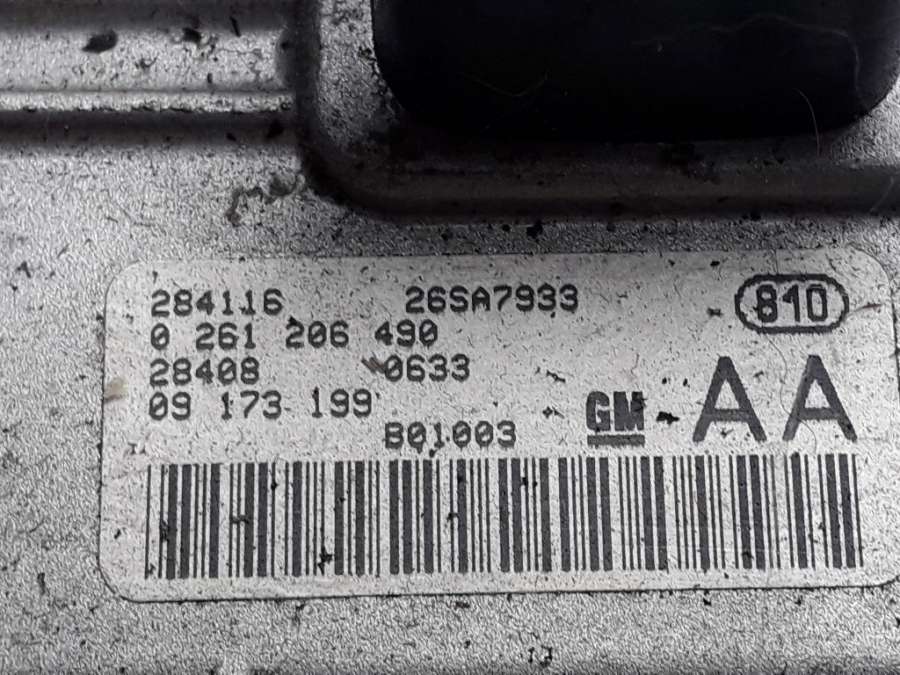 284116 26SA7933 810
0 261 206 490
28408 0633
09 173 199 GM AA
B01003